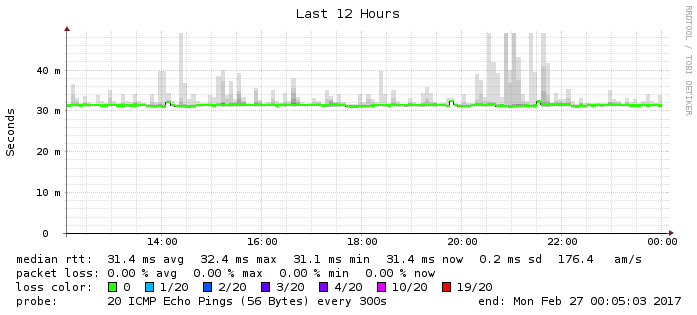 Last 12 Hours
RRDTOOL / TOBI OETIKER
Seconds
40 m
30 m
20 m
10 m
0
14:00 16:00 18:00 20:00 22:00 00:00
median rtt: 31.4 ms avg 32.4 ms max 31.1 ms min 31.4 ms now 0.2 ms sd 176.4 am/s
packet loss: 0.00 % avg 0.00 % max 0.00 % min 0.00 % now
loss color: 0 1/20 2/20 3/20 4/20 10/20 19/20
probe: 20 ICMP Echo Pings (56 Bytes) every 300s end: Mon Feb 27 00:05:03 2017